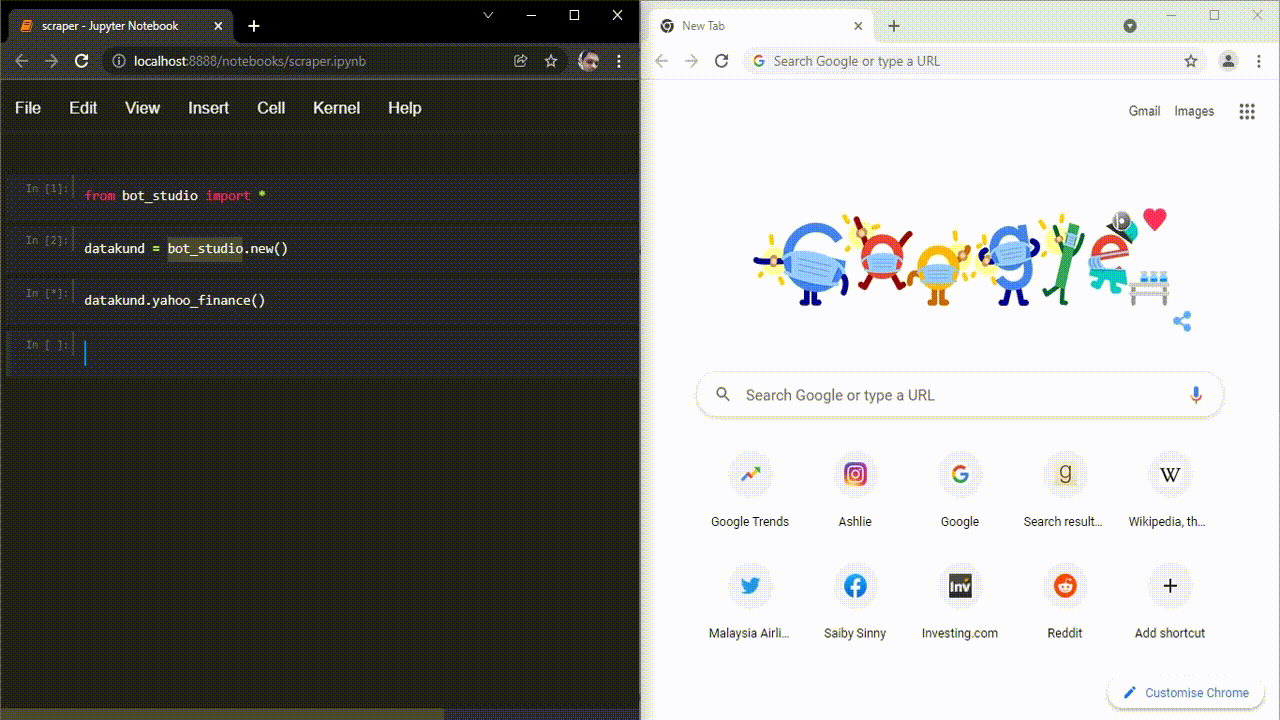 scraper - Jupyter Notebook
localhost:8888/notebooks/scraper.ipynb
File Edit View Insert Cell Kernel Help
In [1]: from bot_studio import *
In [2]: datakund = bot_studio.new()
In [*]: datakund.yahoo_finance()
In [ ]:
New Tab
Search Google or type a URL
Gmail Images
Google
Search Google or type a URL
Google Trends Ashlie Google Search result... Wikipedia, th...
Malaysia Airli... Saiby Sinny Investing.com Reddit Add shortcut
Customise Chrome